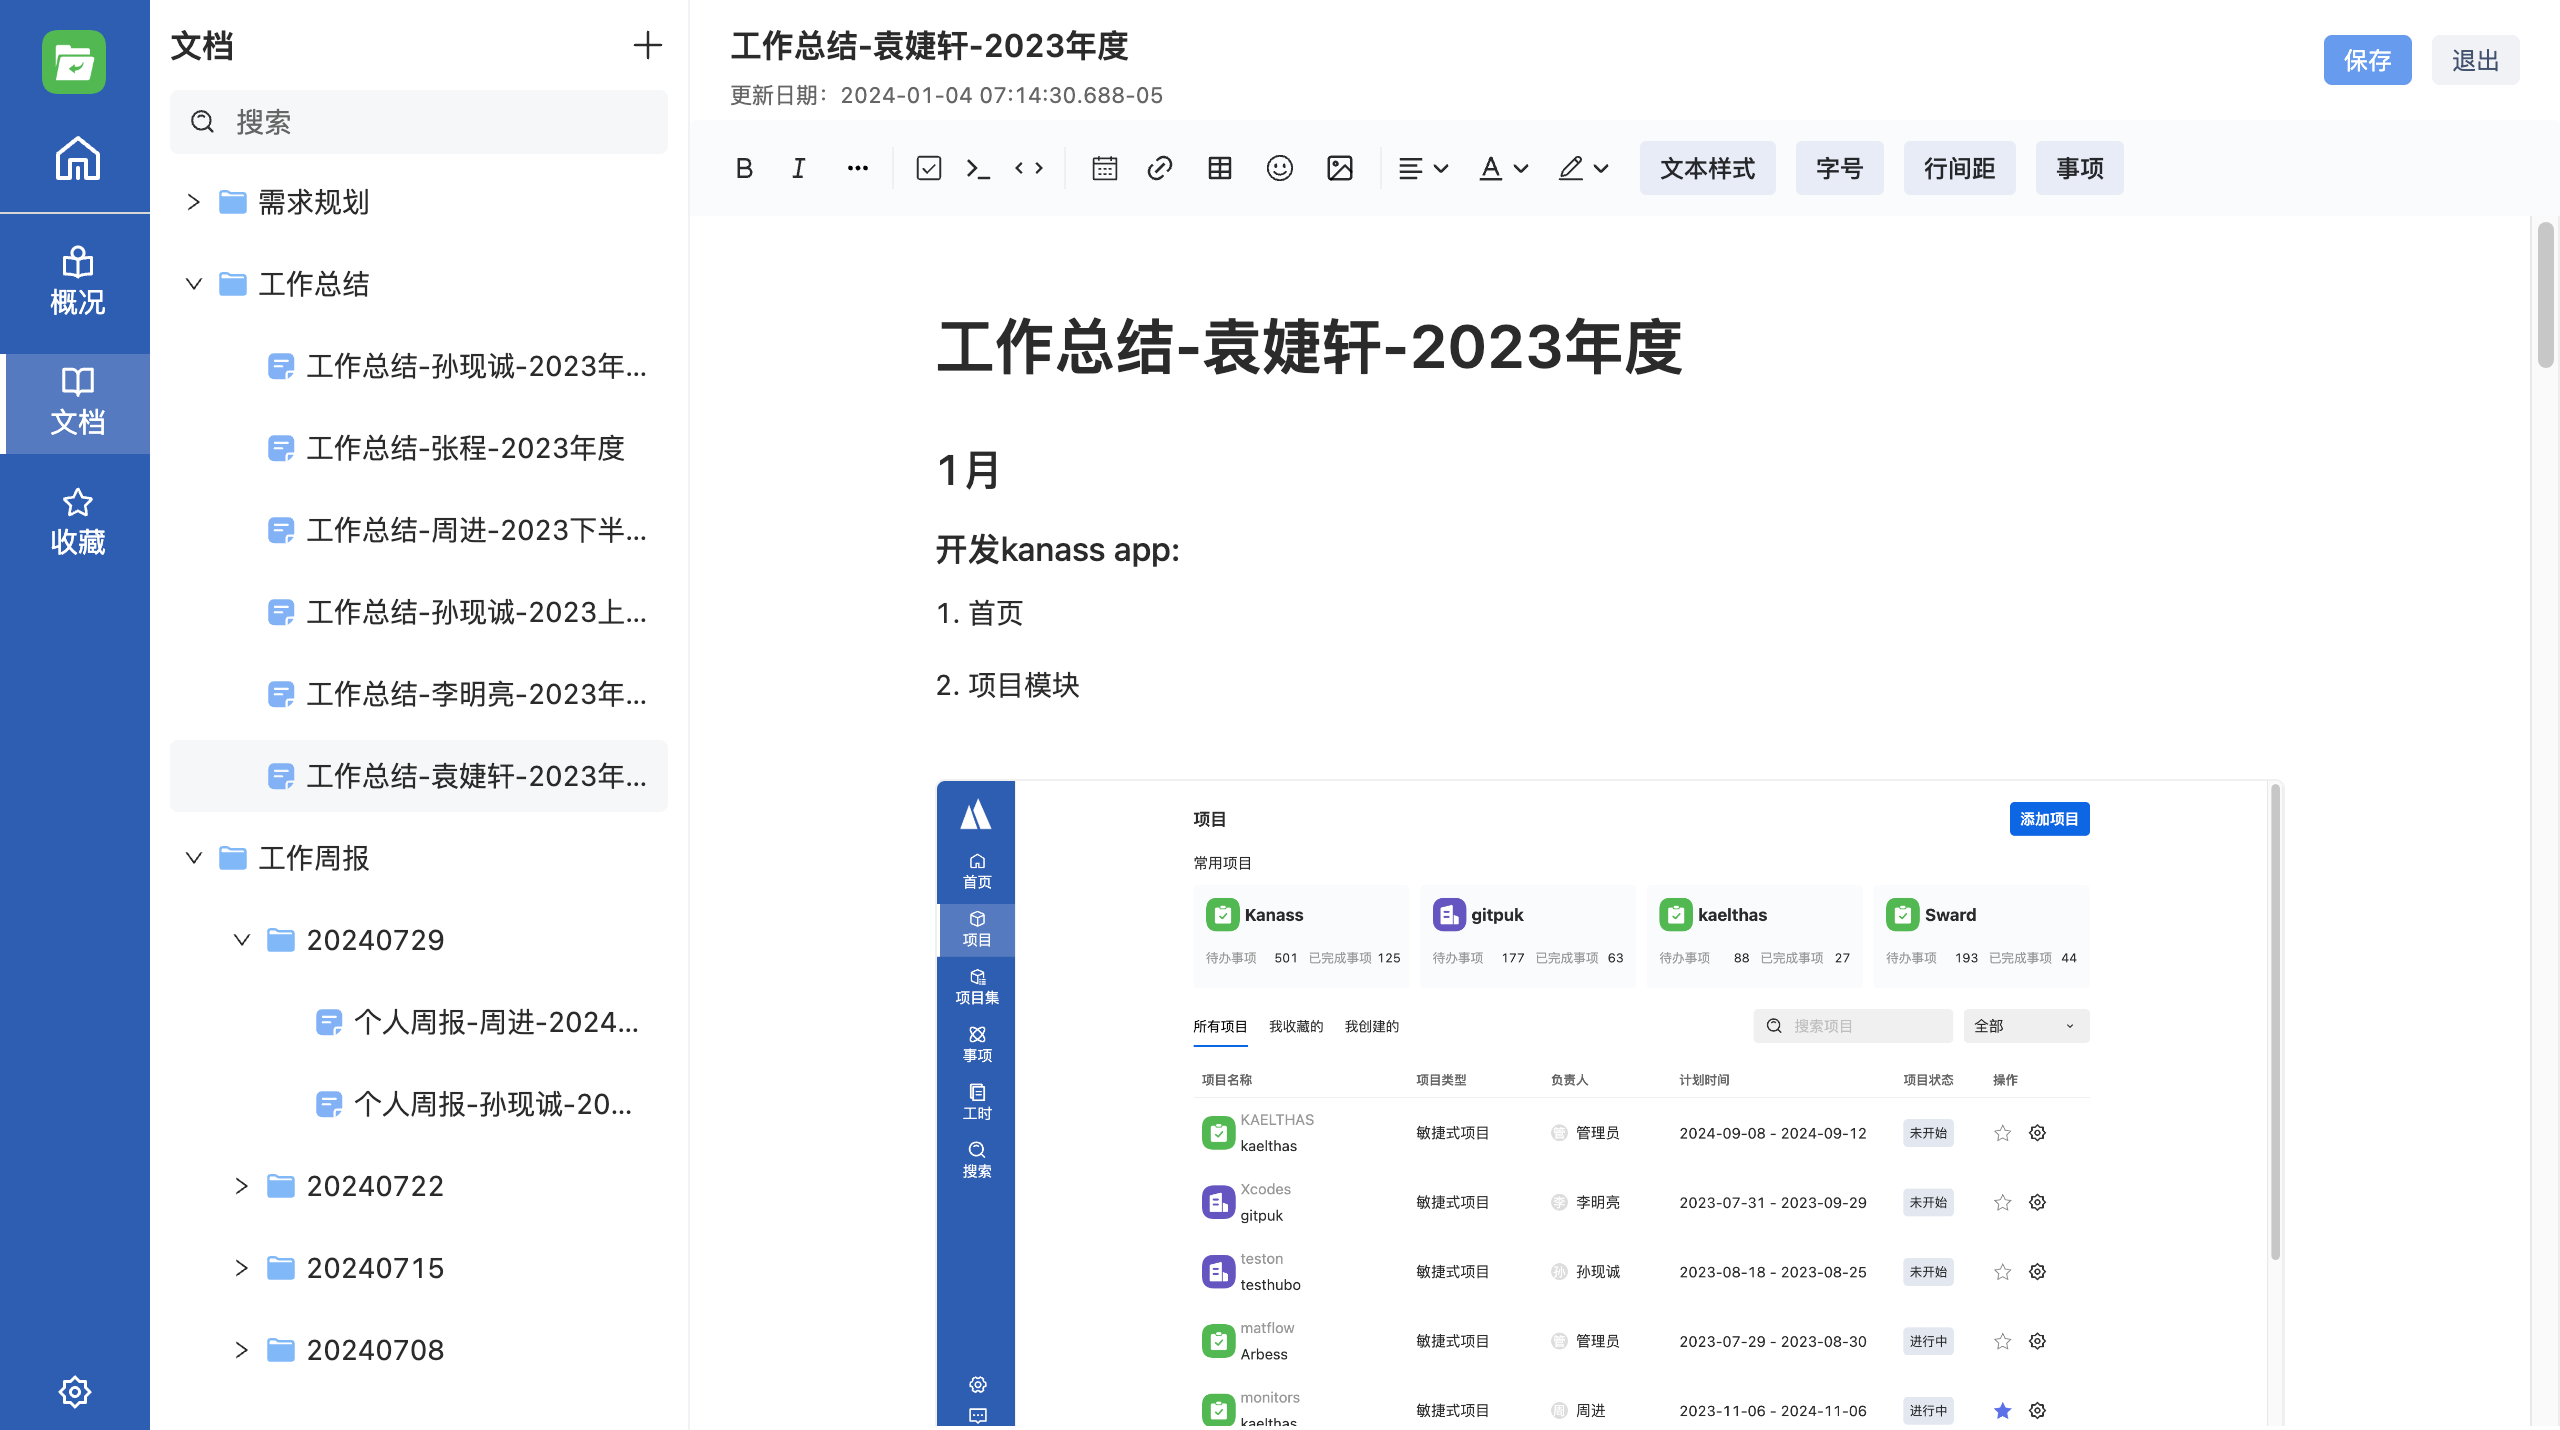 文档
搜索
概况
文档
收藏
需求规划
工作总结
工作总结-孙现诚-2023年...
工作总结-张程-2023年度
工作总结-周进-2023下半...
工作总结-孙现诚-2023上...
工作总结-李明亮-2023年...
工作总结-袁婕轩-2023年...
工作周报
20240729
个人周报-周进-2024...
个人周报-孙现诚-20...
20240722
20240715
20240708
工作总结-袁婕轩-2023年度
更新日期：2024-01-04 07:14:30.688-05
保存
退出
文本样式
字号
行间距
事项
工作总结-袁婕轩-2023年度
1月
开发kanass app:
1. 首页
2. 项目模块
首页
项目
项目集
事项
工时
搜索
项目
添加项目
常用项目
Kanass
待办事项 501 已完成事项 125
gitpuk
待办事项 177 已完成事项 63
kaelthas
待办事项 88 已完成事项 27
Sward
待办事项 193 已完成事项 44
所有项目 我收藏的 我创建的
搜索项目
全部
项目名称 项目类型 负责人 计划时间 项目状态 操作
KAELTHAS
kaelthas 敏捷式项目 管 管理员 2024-09-08 - 2024-09-12 未开始
Xcodes
gitpuk 敏捷式项目 李 李明亮 2023-07-31 - 2023-09-29 未开始
teston
testhubo 敏捷式项目 孙 孙现诚 2023-08-18 - 2023-08-25 未开始
matflow
Arbess 敏捷式项目 管 管理员 2023-07-29 - 2023-08-30 进行中
monitors
kaelthas 敏捷式项目 周 周进 2023-11-06 - 2024-11-06 进行中